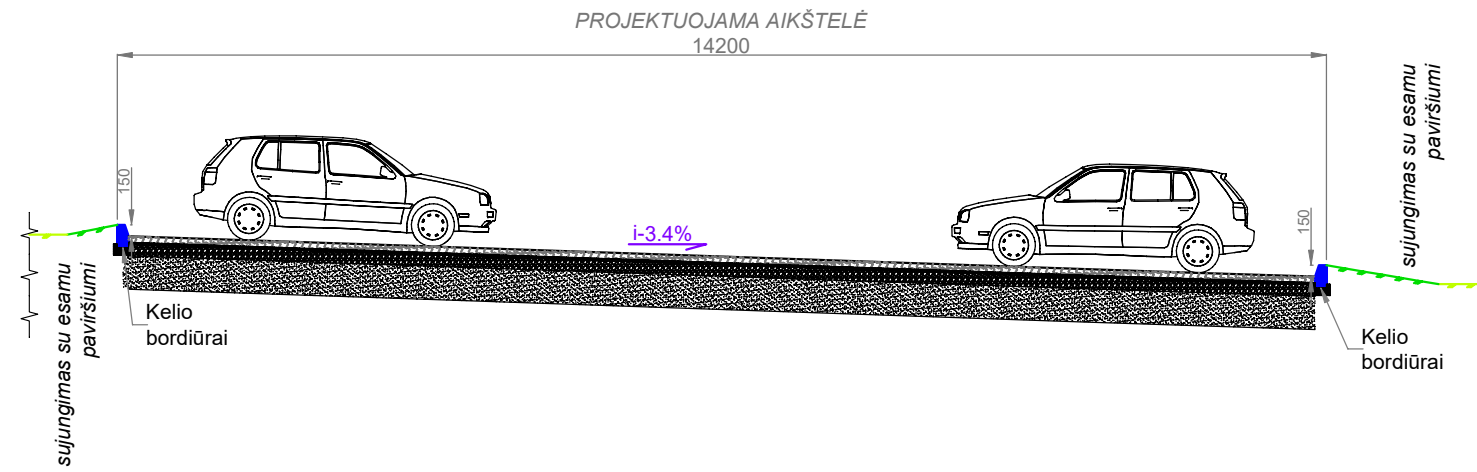 PROJEKTUOJAMA AIKŠTELĖ
14200
sujungimas su esamu
paviršiumi
150
i-3.4%
150
sujungimas su esamu
paviršiumi
Kelio
bordiūrai
Kelio
bordiūrai